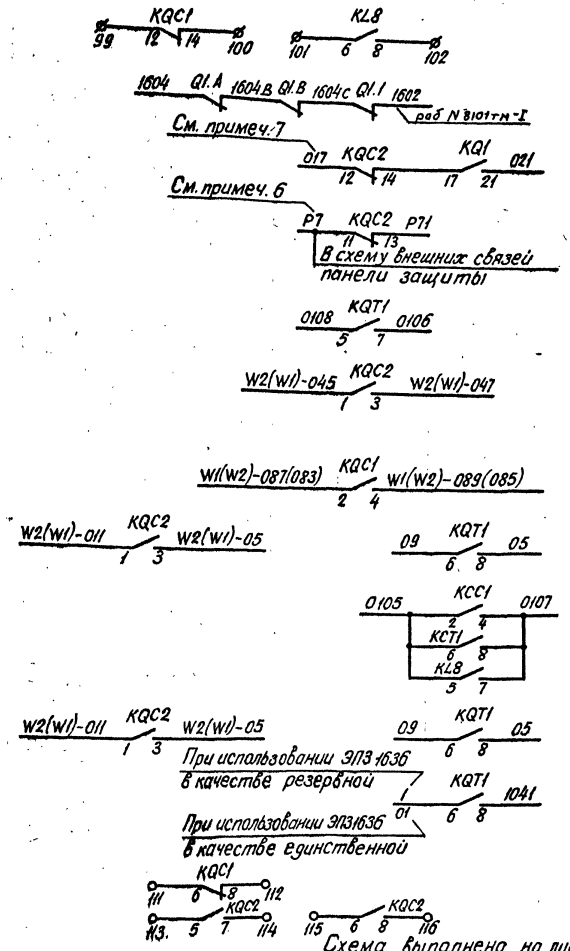 KQC1 KL8
99 12 14 100 101 6 8 102
1604 Q1.A 1604B Q1.B 1604C Q1.1 1602
раб N 8101тм-I
См. примеч. 7
017 KQC2 KQ1 021
12 14 17 21
См. примеч. 6
P7 KQC2 P71
11 13
В схему внешних связей
панели защиты
0108 KQT1 0106
5 7
W2(W1)-045 KQC2 W2(W1)-047
1 3
W1(W2)-087(083) KQC1 W1(W2)-089(085)
2 4
W2(W1)-011 KQC2 W2(W1)-05 09 KQT1 05
1 3 6 8
0105 KCC1 0107
2 4
KCT1
6 8
KL8
5 7
W2(W1)-011 KQC2 W2(W1)-05 09 KQT1 05
1 3 6 8
При использовании ЭПЗ 1636
в качестве резервной
1 KQT1 1041
01 6 8
При использовании ЭПЗ1636
в качестве единственной
KQC1
111 6 8 112
KQC2 KQC2
113 5 7 114 115 6 8 116
Схема выполнена на